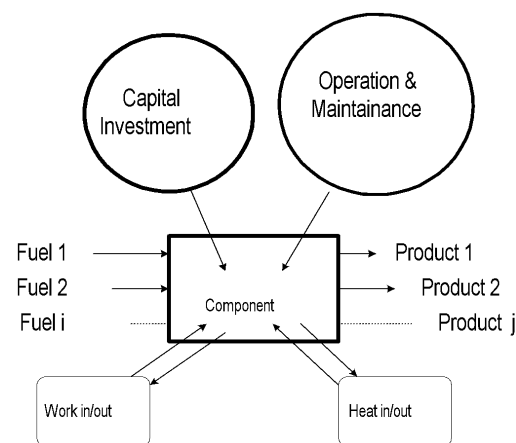 Capital
Investment
Operation &
Maintainance
Fuel 1
Product 1
Fuel 2
Product 2
Component
Fuel i
Product j
Work in/out
Heat in/out